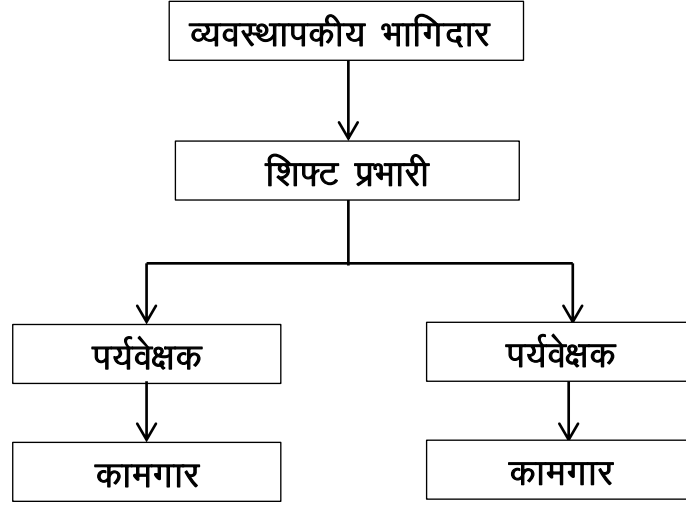 व्यवस्थापकीय भागिदार
शिफ्ट प्रभारी
पर्यवेक्षक
पर्यवेक्षक
कामगार
कामगार